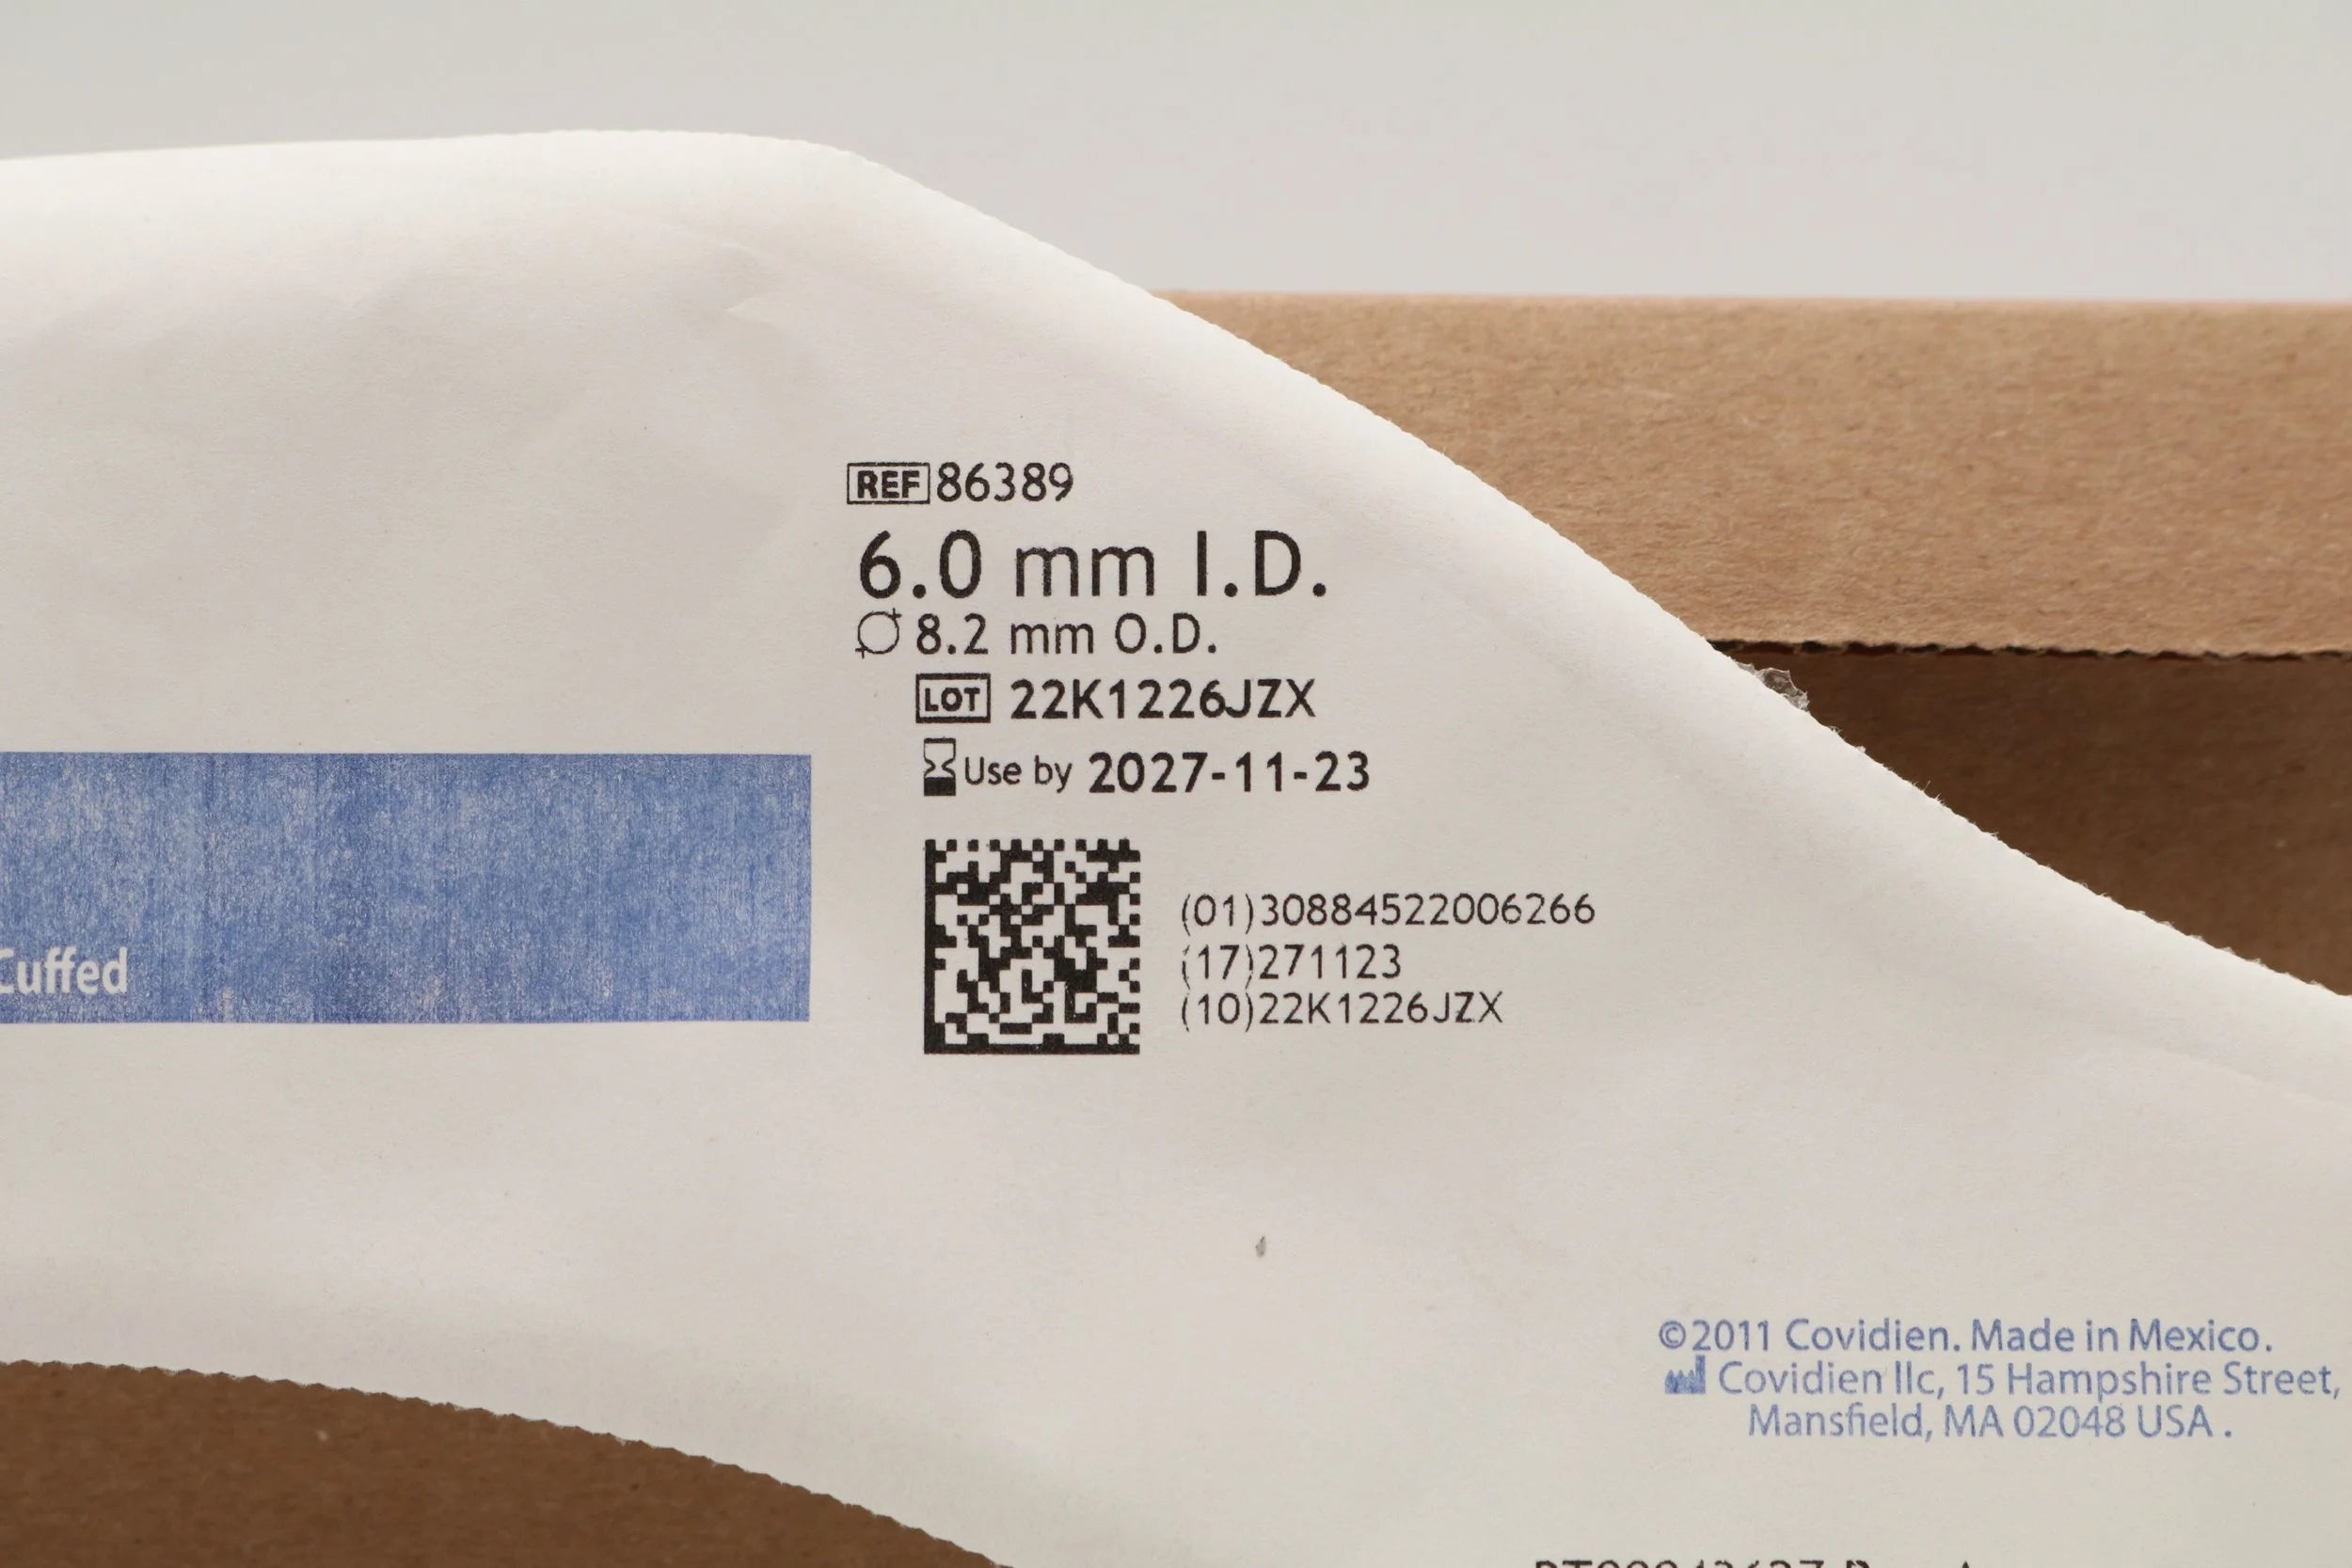 REF 86389
6.0 mm I.D.
8.2 mm O.D.
LOT 22K1226JZX
Use by 2027-11-23
Cuffed
(01)30884522006266
(17)271123
(10)22K1226JZX
©2011 Covidien. Made in Mexico.
Covidien llc, 15 Hampshire Street,
Mansfield, MA 02048 USA.